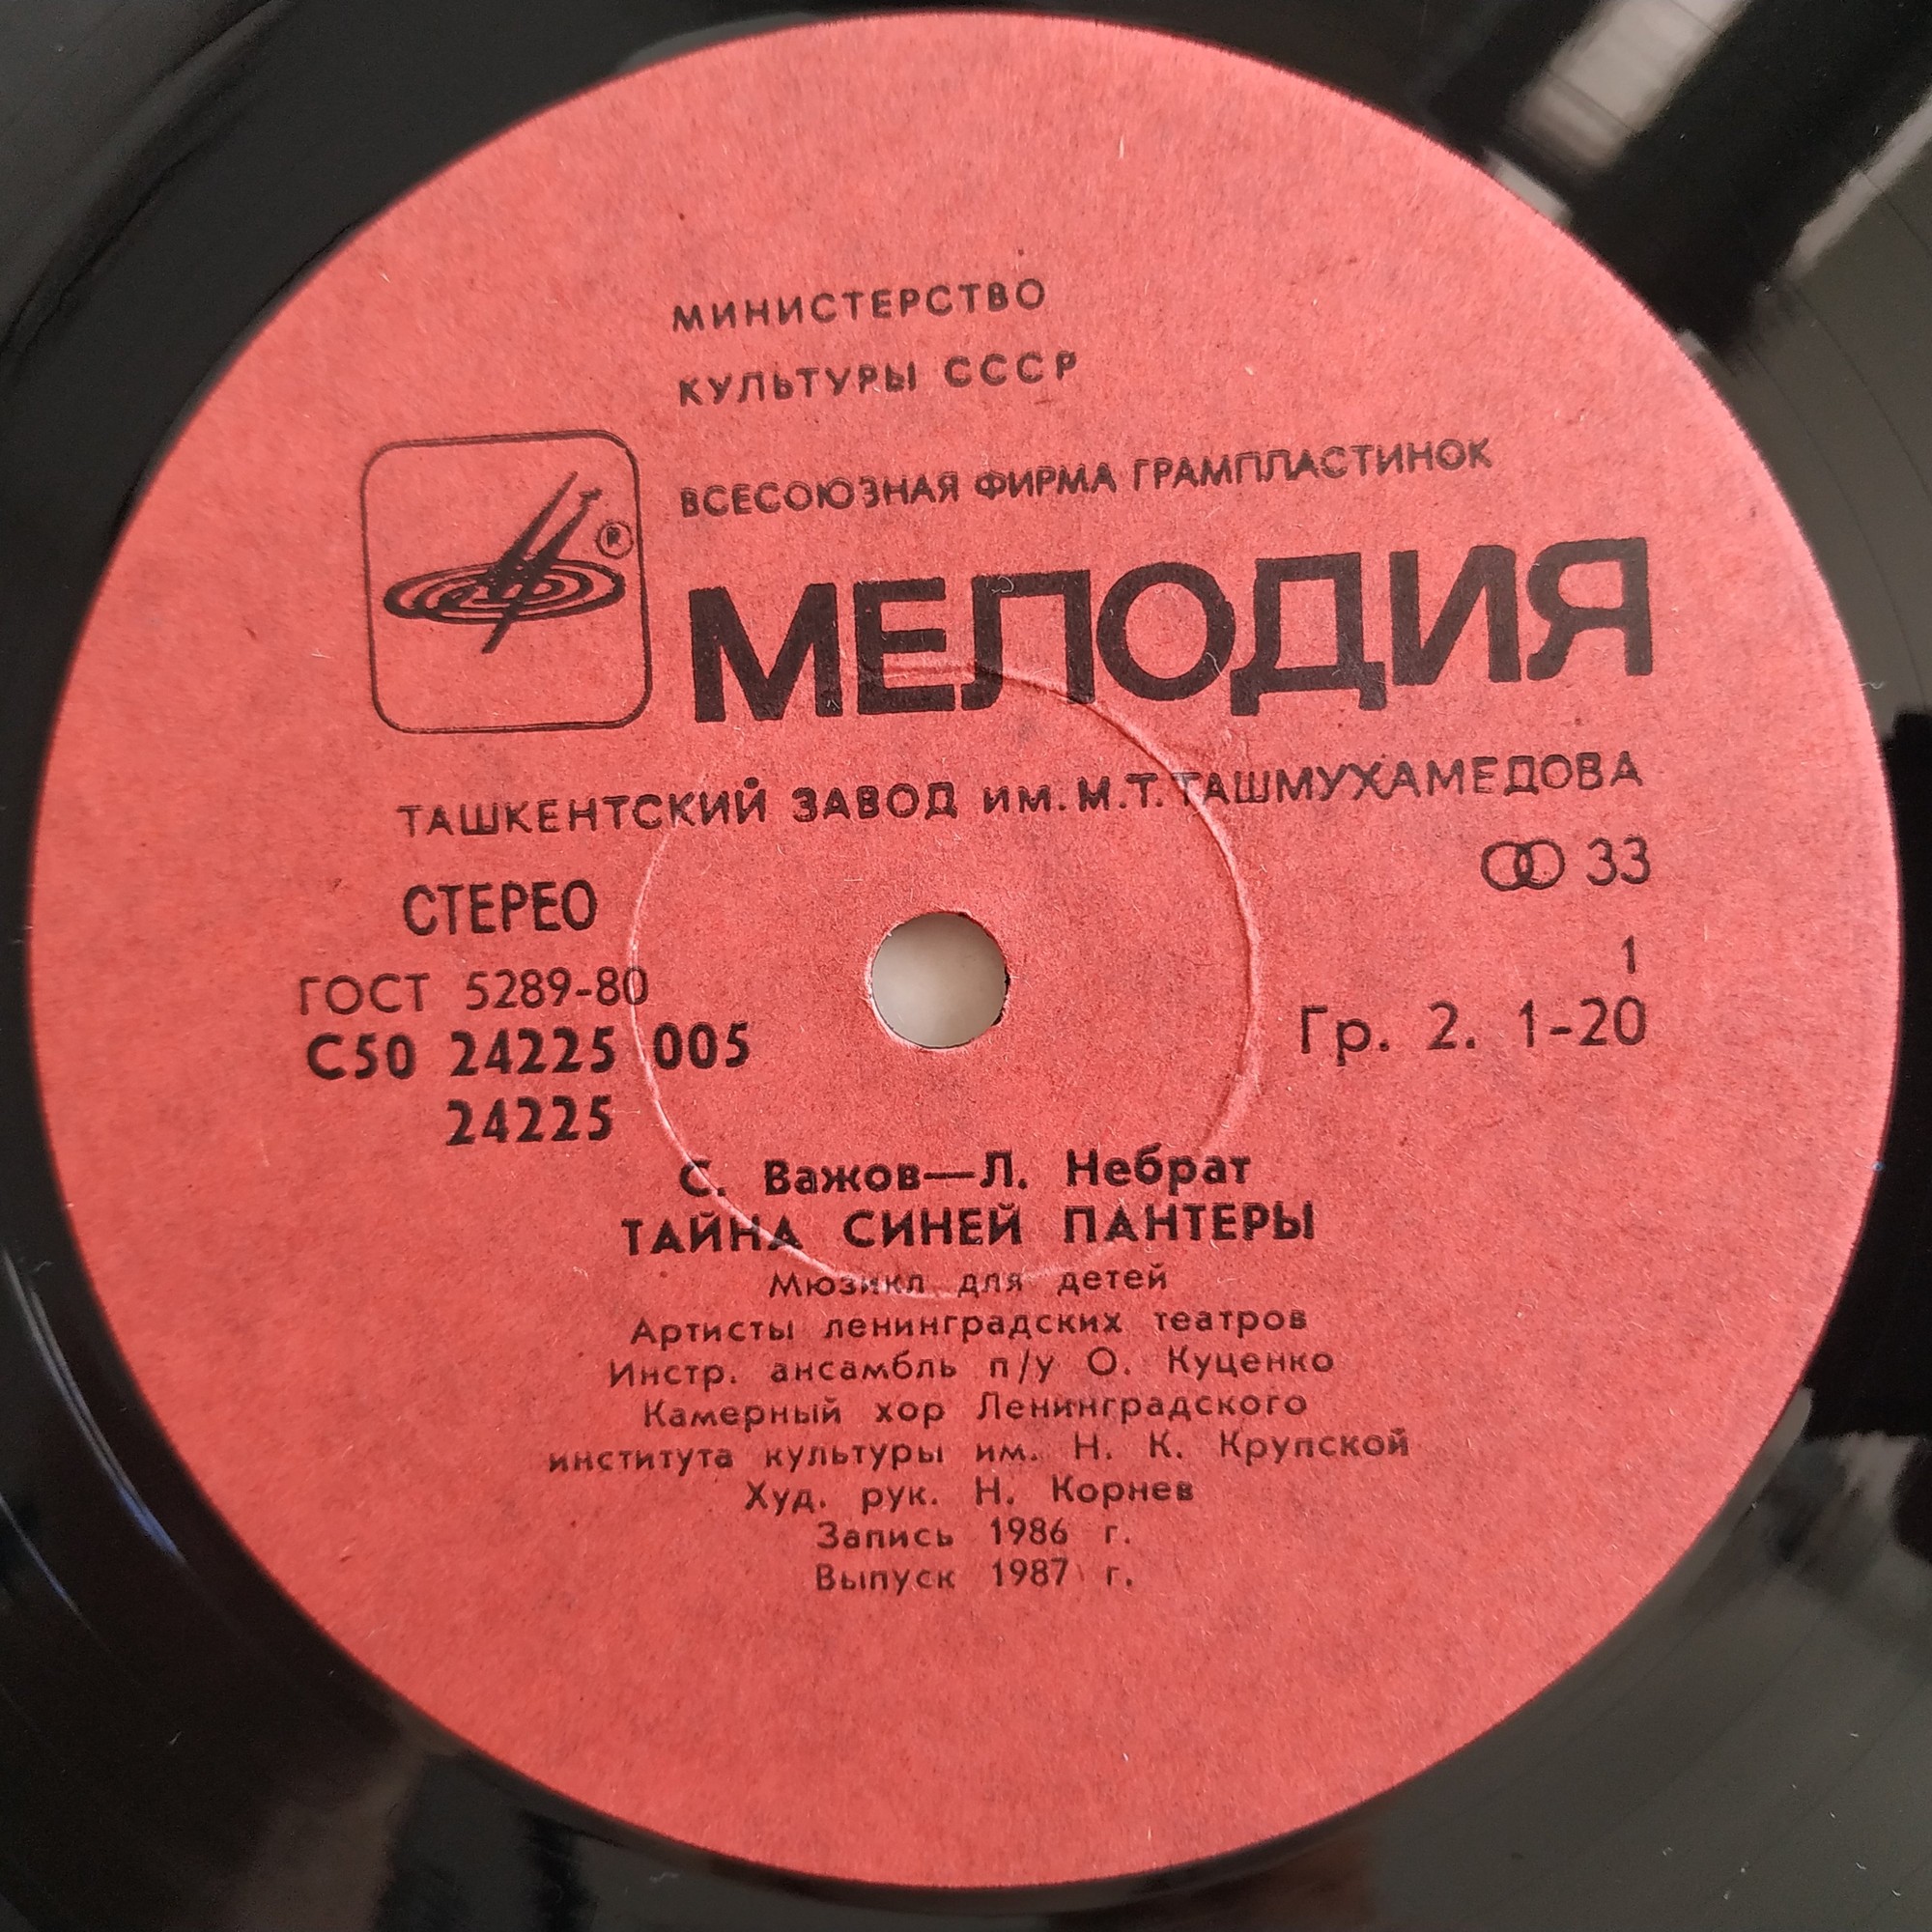 МИНИСТЕРСТВО
КУЛЬТУРЫ СССР
ВСЕСОЮЗНАЯ ФИРМА ГРАМПЛАСТИНОК
®
МЕЛОДИЯ
ТАШКЕНТСКИЙ ЗАВОД ИМ. М.Т. ТАШМУХАМЕДОВА
СТЕРЕО
33
ГОСТ 5289-80
1
С50 24225 005
Гр. 2. 1-20
24225
С. Важов—Л. Небрат
ТАЙНА СИНЕЙ ПАНТЕРЫ
Мюзикл для детей
Артисты ленинградских театров
Инстр. ансамбль п/у О. Куценко
Камерный хор Ленинградского
института культуры им. Н. К. Крупской
Худ. рук. Н. Корнев
Запись 1986 г.
Выпуск 1987 г.